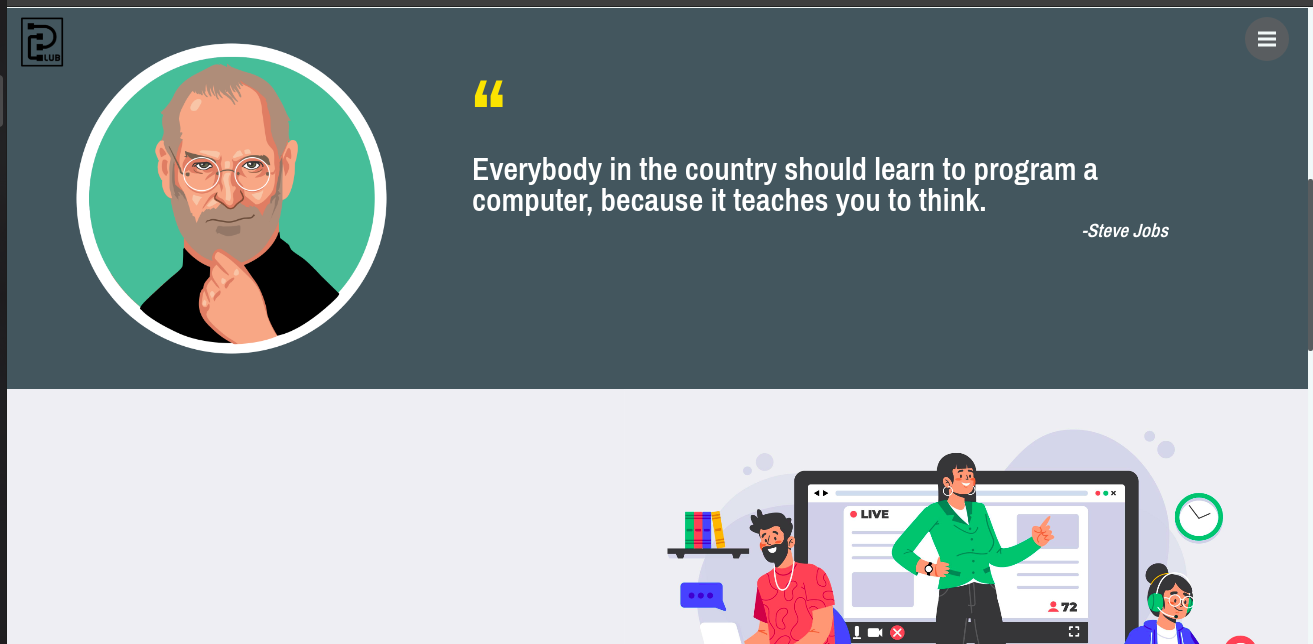 LUB
“
Everybody in the country should learn to program a
computer, because it teaches you to think.
-Steve Jobs
LIVE
72